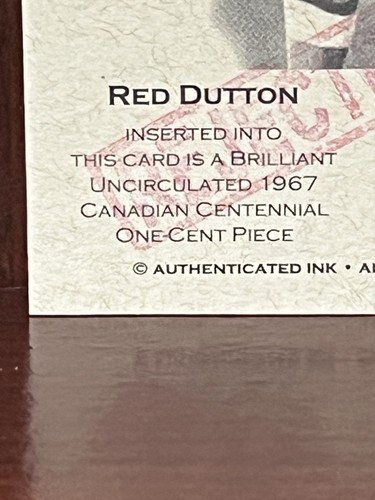 RED DUTTON
INSERTED INTO
THIS CARD IS A BRILLIANT
UNCIRCULATED 1967
CANADIAN CENTENNIAL
ONE-CENT PIECE
© AUTHENTICATED INK •